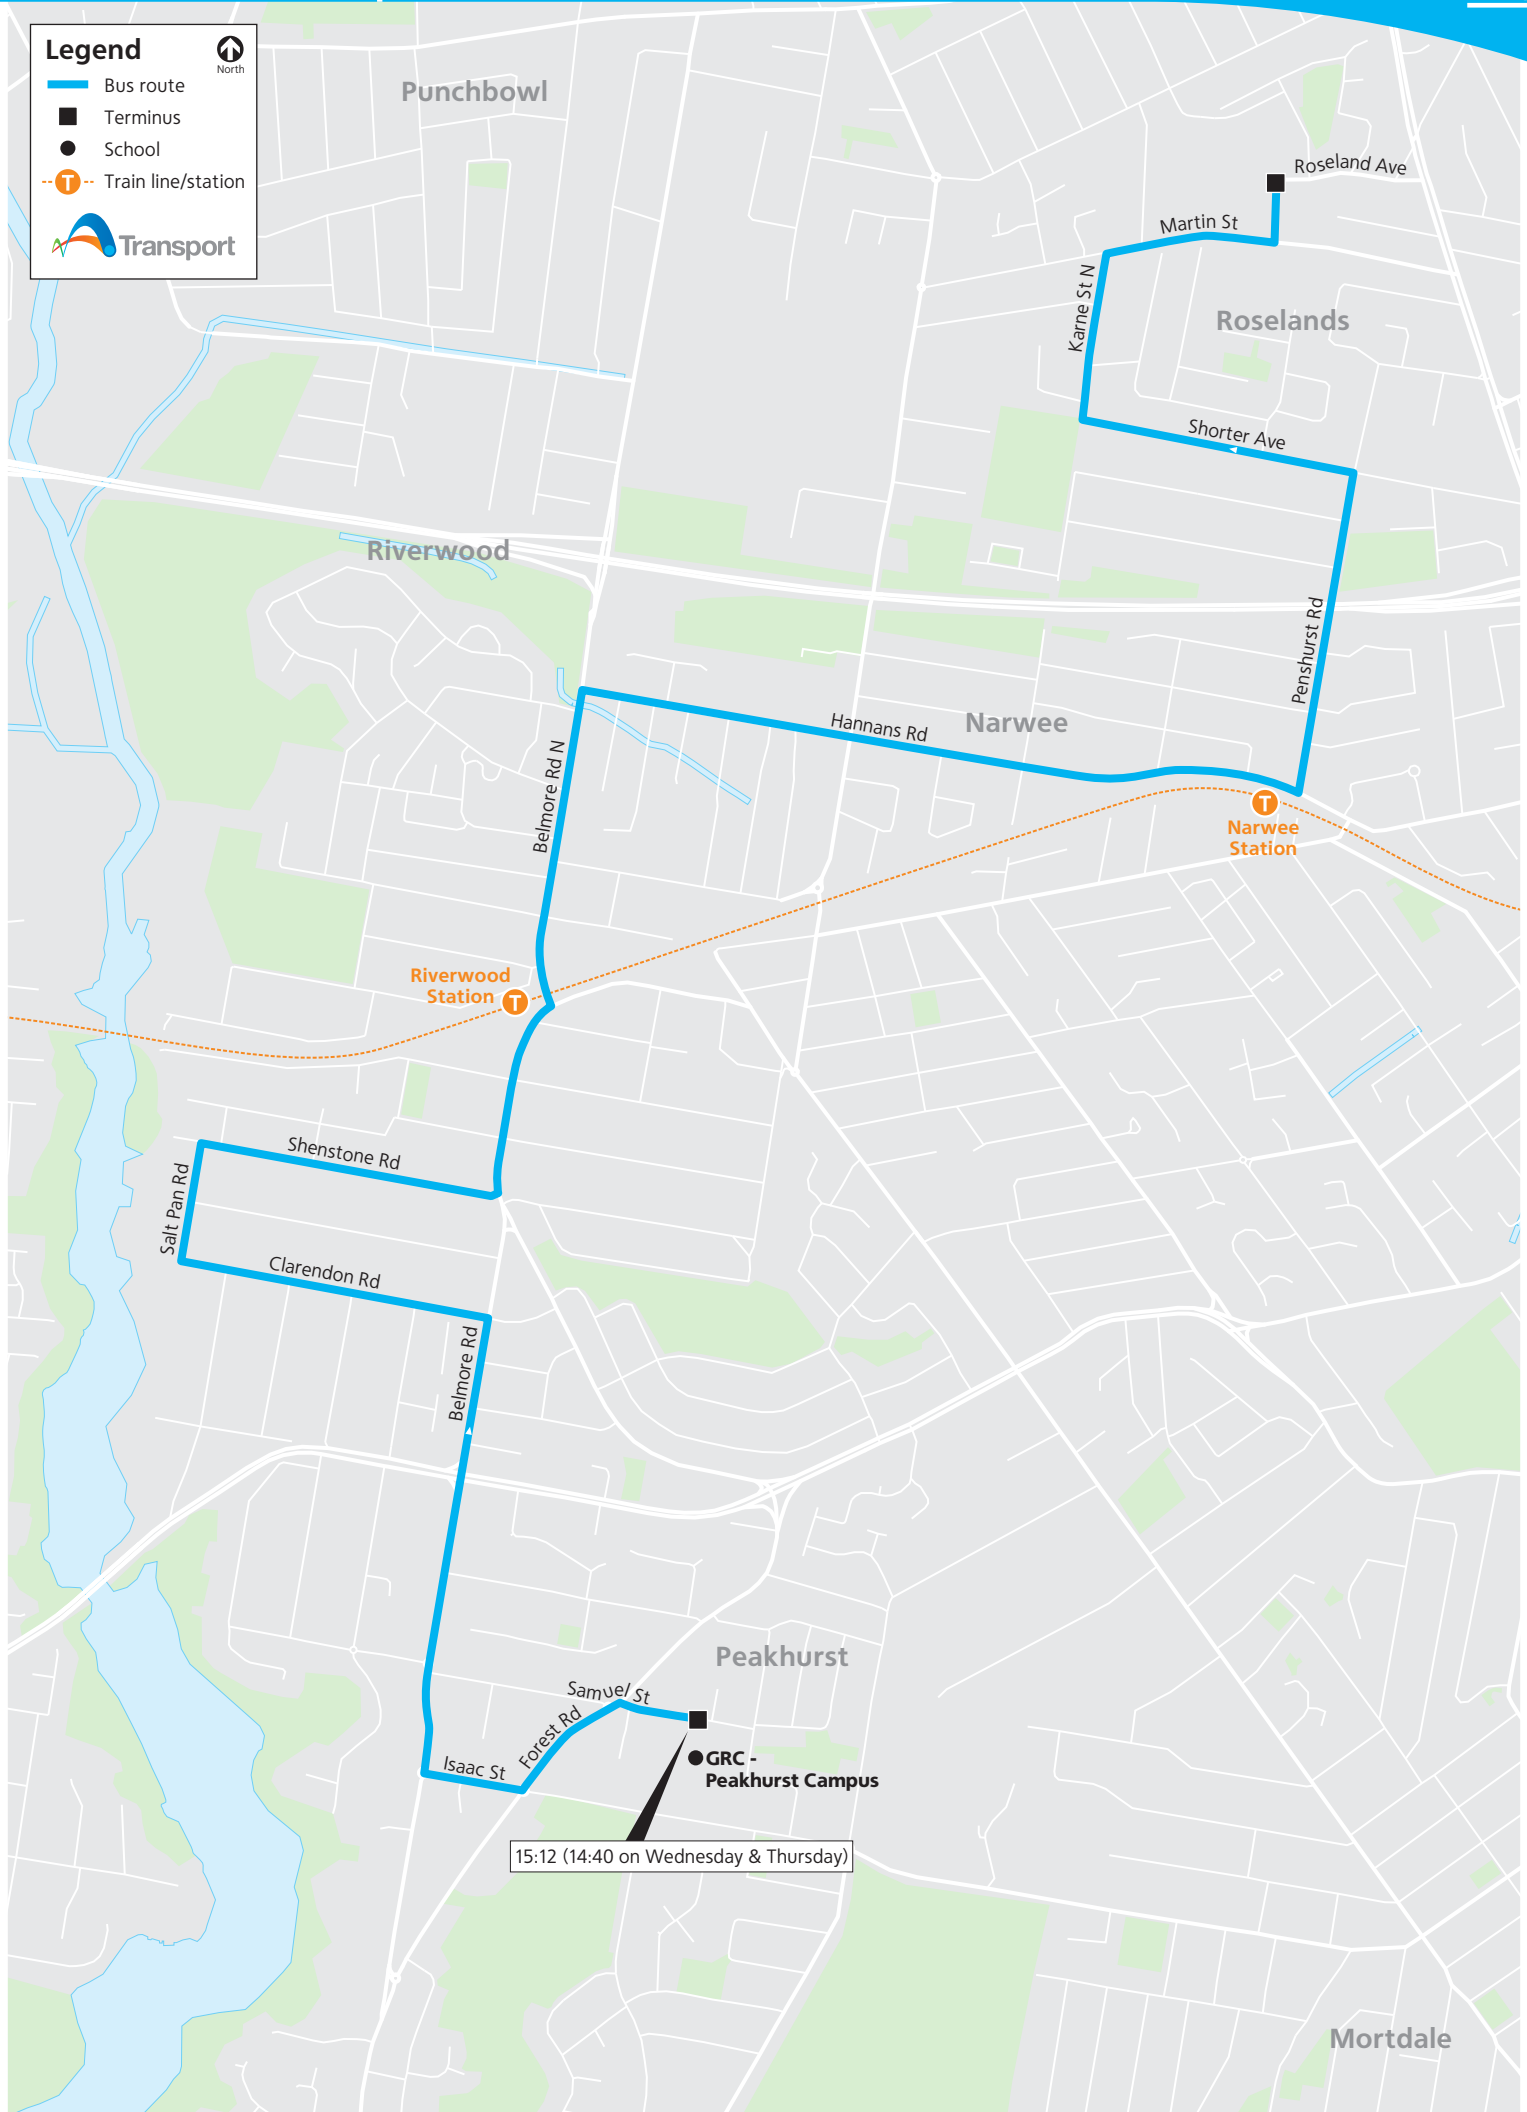 Legend
North
Bus route
Terminus
School
T
Train line/station
Transport
Punchbowl
Roseland Ave
Martin St
Karne St N
Roselands
Shorter Ave
Riverwood
Penshurst Rd
Hannans Rd
Narwee
Belmore Rd N
T
Narwee
Station
Riverwood
Station
T
Shenstone Rd
Salt Pan Rd
Clarendon Rd
Belmore Rd
Peakhurst
Samuel St
Forest Rd
Isaac St
GRC -
Peakhurst Campus
15:12 (14:40 on Wednesday & Thursday)
Mortdale